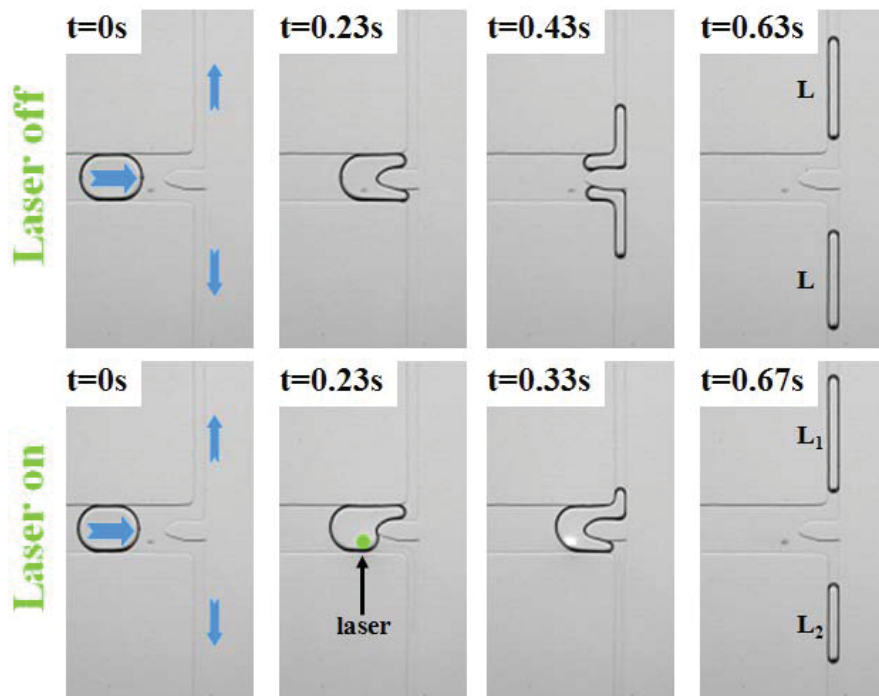 t=0s
t=0.23s
t=0.43s
t=0.63s
Laser off
L
L
t=0s
t=0.23s
t=0.33s
t=0.67s
Laser on
laser
L₁
L₂